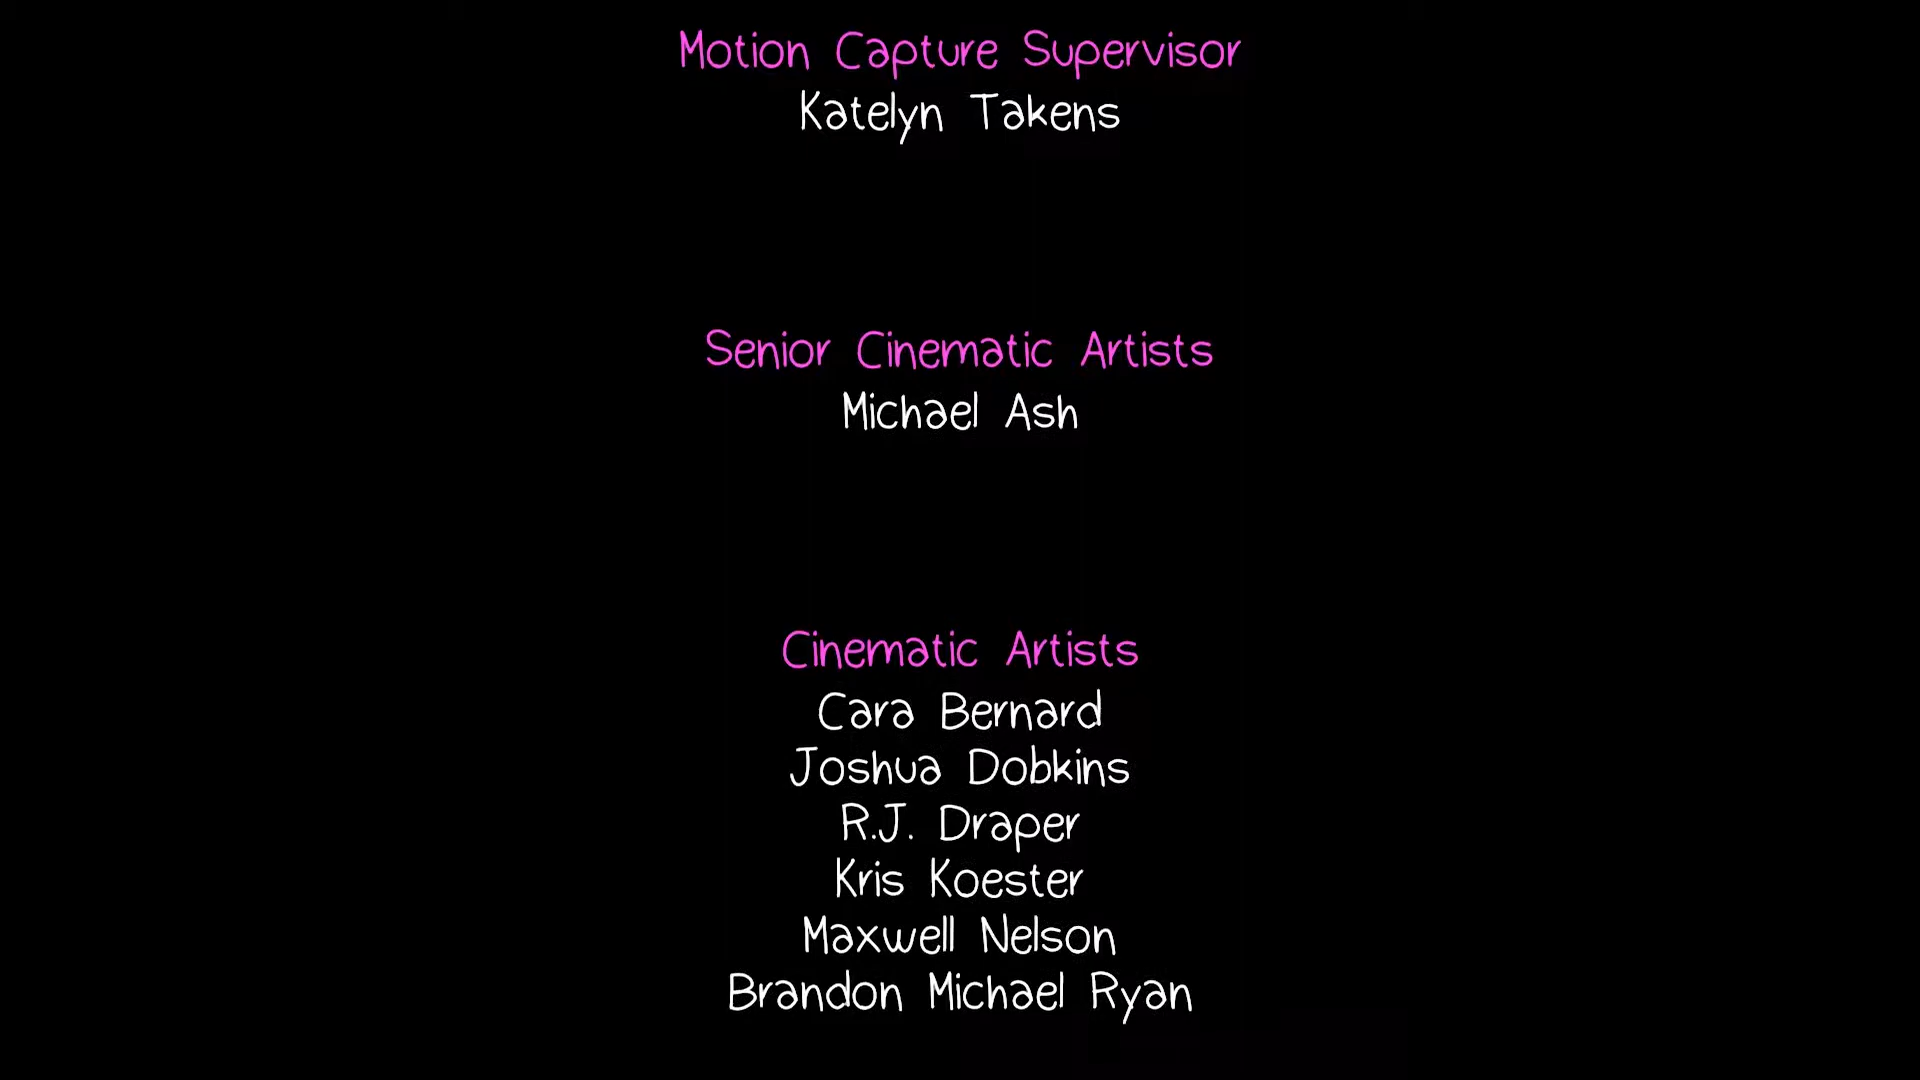 Motion Capture Supervisor
Katelyn Takens
Senior Cinematic Artists
Michael Ash
Cinematic Artists
Cara Bernard
Joshua Dobkins
R.J. Draper
Kris Koester
Maxwell Nelson
Brandon Michael Ryan